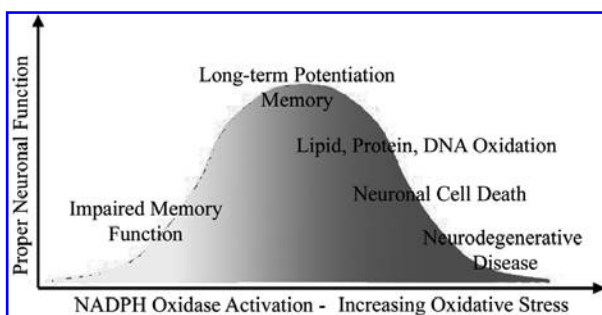 Proper Neuronal Function
Long-term Potentiation
Memory
Lipid, Protein, DNA Oxidation
Neuronal Cell Death
Impaired Memory
Function
Neurodegenerative
Disease
NADPH Oxidase Activation - Increasing Oxidative Stress